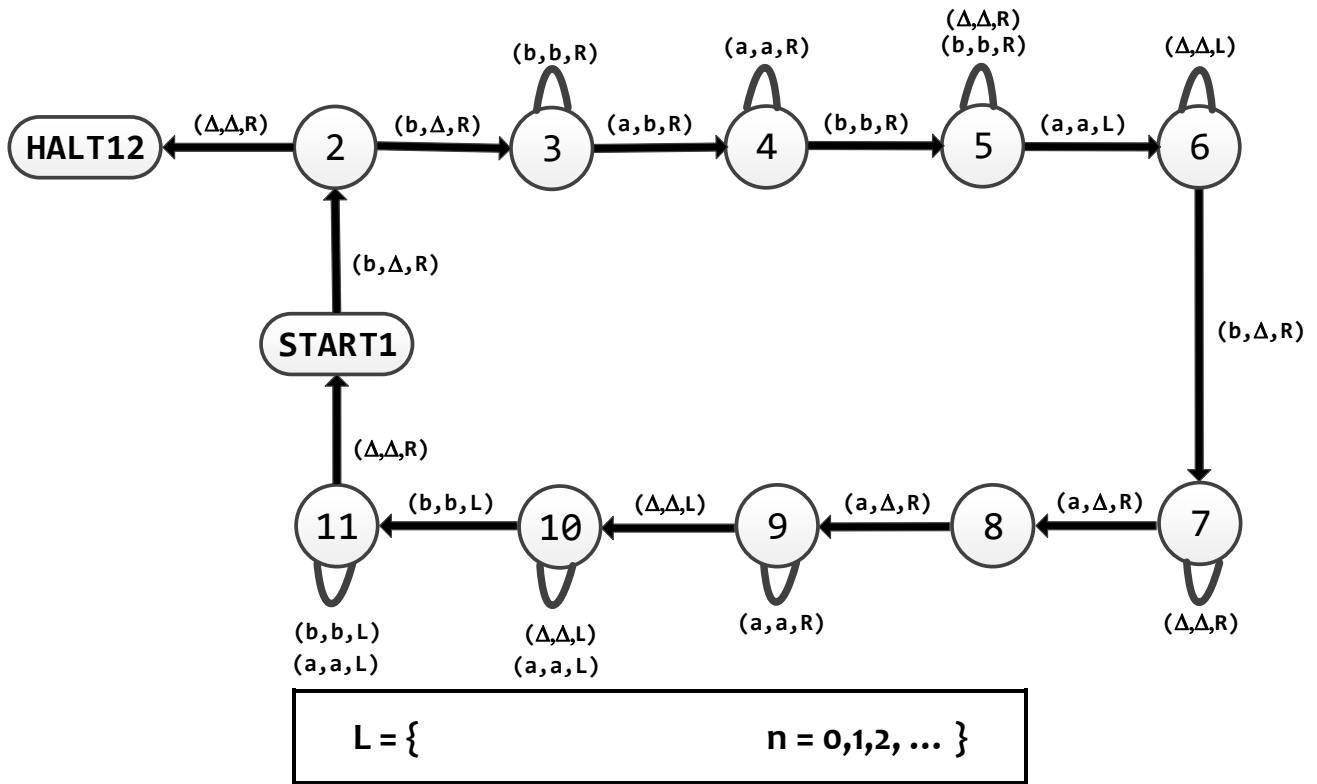 (Δ,Δ,R)
(b,b,R)
(a,a,R)
(b,b,R)
(Δ,Δ,L)
HALT12
(Δ,Δ,R)
2
(b,Δ,R)
3
(a,b,R)
4
(b,b,R)
5
(a,a,L)
6
(b,Δ,R)
START1
(b,Δ,R)
(Δ,Δ,R)
11
(b,b,L)
10
(Δ,Δ,L)
9
(a,Δ,R)
8
(a,Δ,R)
7
(b,b,L)
(a,a,L)
(Δ,Δ,L)
(a,a,L)
(a,a,R)
(Δ,Δ,R)
L = { n = 0,1,2, ... }